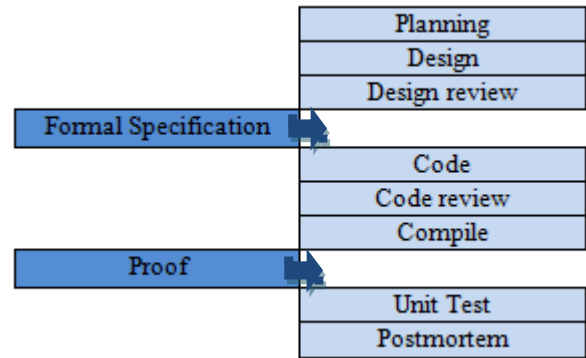 Planning
Design
Design review
Formal Specification
Code
Code review
Compile
Proof
Unit Test
Postmortem